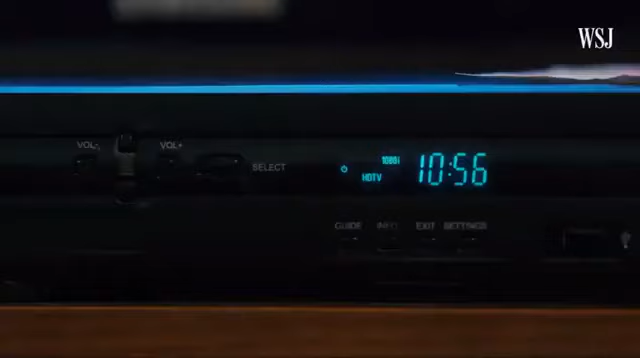 WSJ
VOL- VOL+ SELECT
1080i
HDTV
10:56
GUIDE INFO EXIT SETTINGS